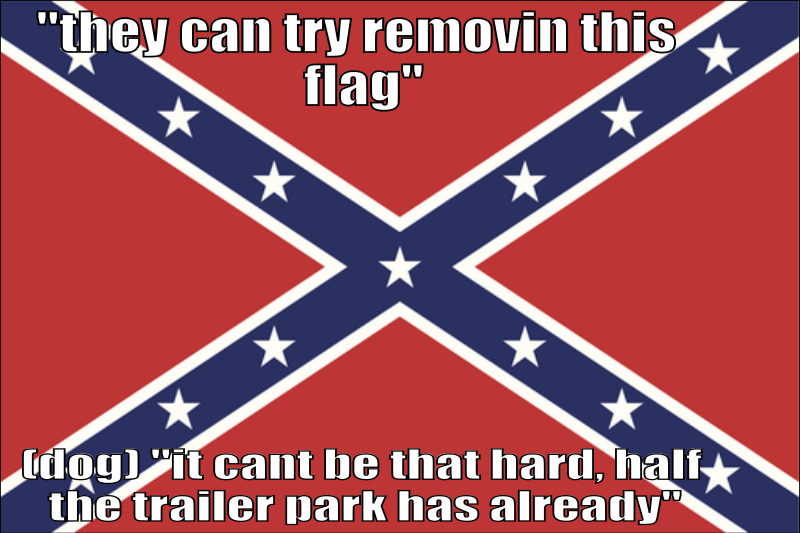 "they can try removin this
flag"
(dog) "it cant be that hard, half
the trailer park has already"